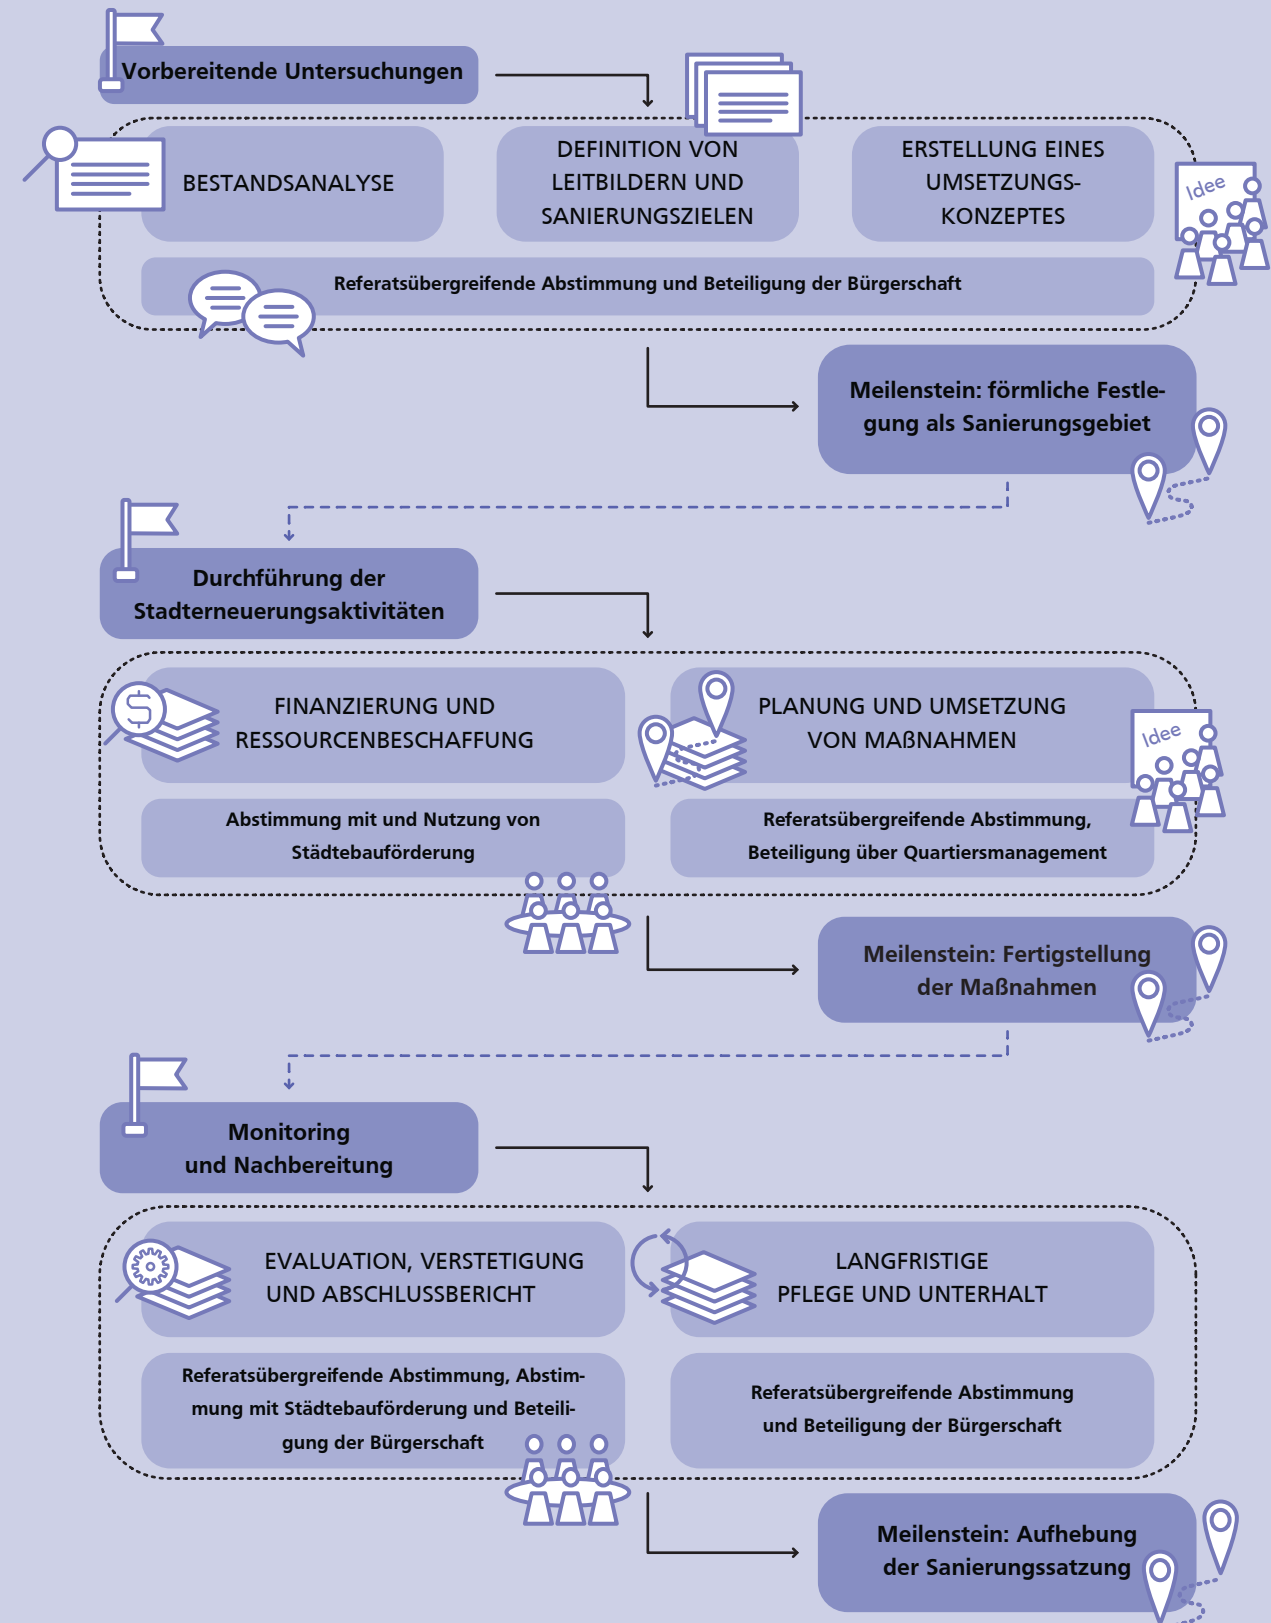 Vorbereitende Untersuchungen
BESTANDSANALYSE
DEFINITION VON
LEITBILDERN UND
SANIERUNGSZIELEN
ERSTELLUNG EINES
UMSETZUNGS-
KONZEPTES
Idee
Referatsübergreifende Abstimmung und Beteiligung der Bürgerschaft
Meilenstein: förmliche Festle-
gung als Sanierungsgebiet
Durchführung der
Stadterneuerungsaktivitäten
$
FINANZIERUNG UND
RESSOURCENBESCHAFFUNG
PLANUNG UND UMSETZUNG
VON MAßNAHMEN
Idee
Abstimmung mit und Nutzung von
Städtebauförderung
Referatsübergreifende Abstimmung,
Beteiligung über Quartiersmanagement
Meilenstein: Fertigstellung
der Maßnahmen
Monitoring
und Nachbereitung
EVALUATION, VERSTETIGUNG
UND ABSCHLUSSBERICHT
LANGFRISTIGE
PFLEGE UND UNTERHALT
Referatsübergreifende Abstimmung, Abstim-
mung mit Städtebauförderung und Beteili-
gung der Bürgerschaft
Referatsübergreifende Abstimmung
und Beteiligung der Bürgerschaft
Meilenstein: Aufhebung
der Sanierungssatzung